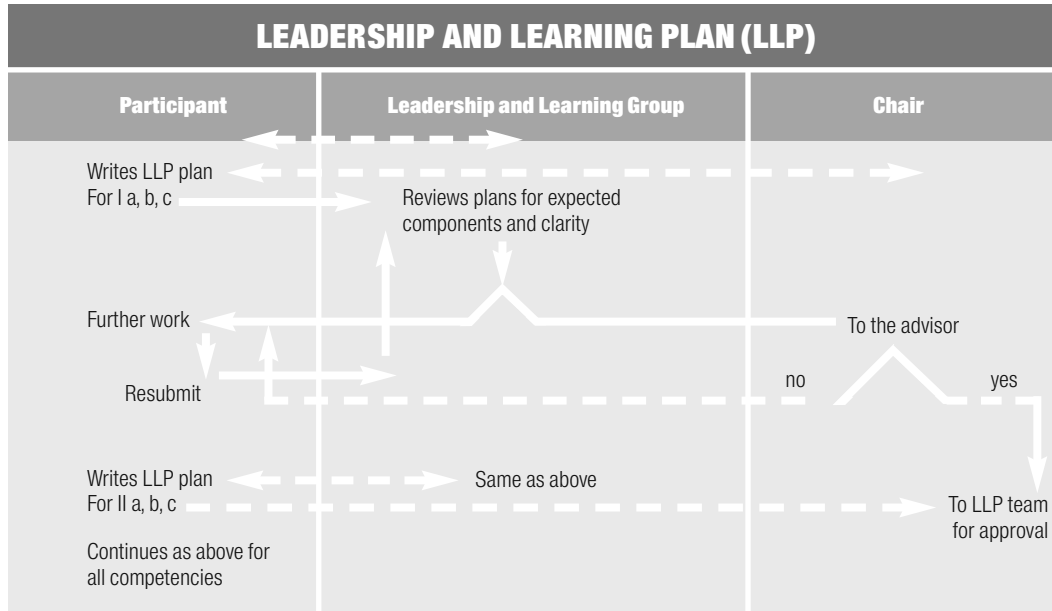 LEADERSHIP AND LEARNING PLAN (LLP)
Participant
Leadership and Learning Group
Chair
Writes LLP plan
For I a, b, c
Reviews plans for expected
components and clarity
Further work
To the advisor
Resubmit
no
yes
Writes LLP plan
For II a, b, c
Same as above
To LLP team
for approval
Continues as above for
all competencies